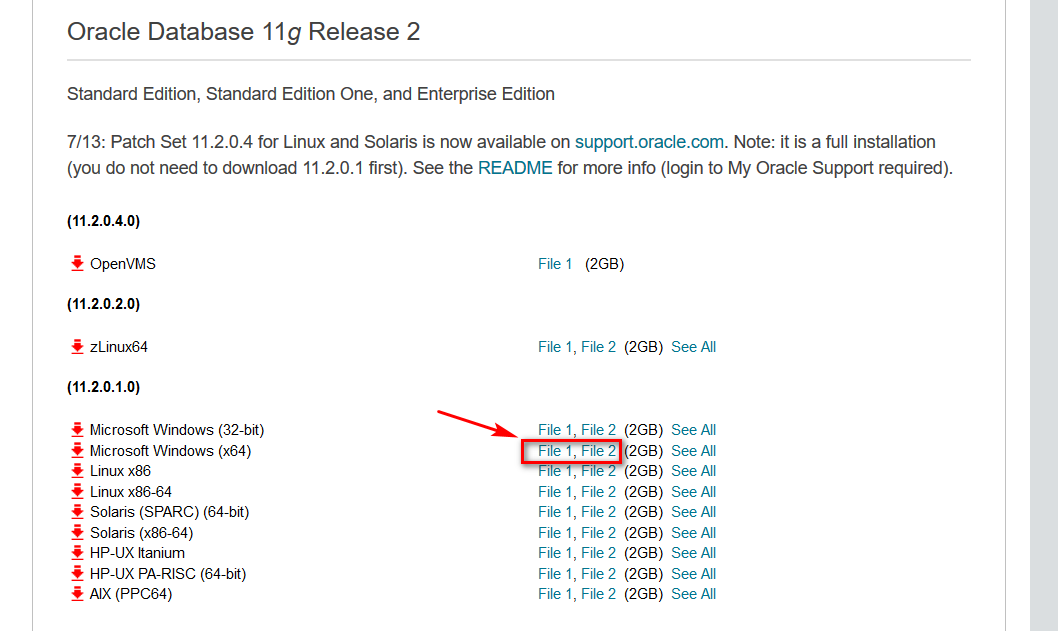 Oracle Database 11g Release 2
Standard Edition, Standard Edition One, and Enterprise Edition
7/13: Patch Set 11.2.0.4 for Linux and Solaris is now available on support.oracle.com. Note: it is a full installation
(you do not need to download 11.2.0.1 first). See the README for more info (login to My Oracle Support required).
(11.2.0.4.0)
OpenVMS File 1 (2GB)
(11.2.0.2.0)
zLinux64 File 1, File 2 (2GB) See All
(11.2.0.1.0)
Microsoft Windows (32-bit) File 1, File 2 (2GB) See All
Microsoft Windows (x64) File 1, File 2 (2GB) See All
Linux x86 File 1, File 2 (2GB) See All
Linux x86-64 File 1, File 2 (2GB) See All
Solaris (SPARC) (64-bit) File 1, File 2 (2GB) See All
Solaris (x86-64) File 1, File 2 (2GB) See All
HP-UX Itanium File 1, File 2 (2GB) See All
HP-UX PA-RISC (64-bit) File 1, File 2 (2GB) See All
AIX (PPC64) File 1, File 2 (2GB) See All